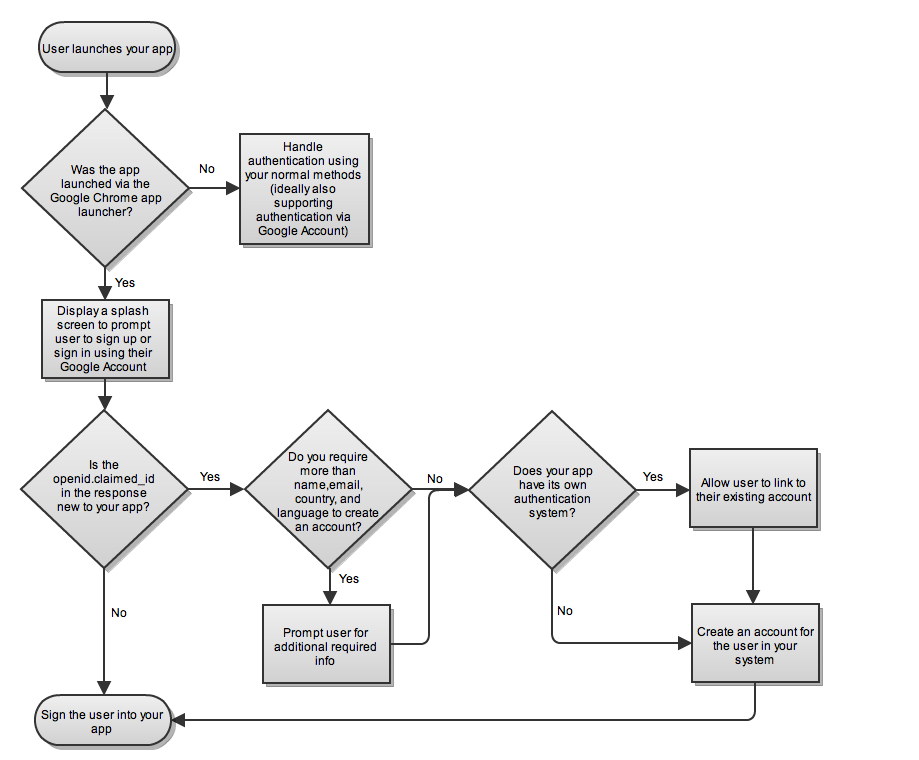 User launches your app
Was the app
launched via the
Google Chrome app
launcher?
No
Handle
authentication using
your normal methods
(ideally also
supporting
authentication via
Google Account)
Yes
Display a splash
screen to prompt
user to sign up or
sign in using their
Google Account
Is the
openid.claimed_id
in the response
new to your app?
Yes
Do you require
more than
name,email,
country, and
language to create
an account?
No
Does your app
have its own
authentication
system?
Yes
Allow user to link to
their existing account
No
Yes
Prompt user for
additional required
info
No
Create an account for
the user in your
system
Sign the user into your
app